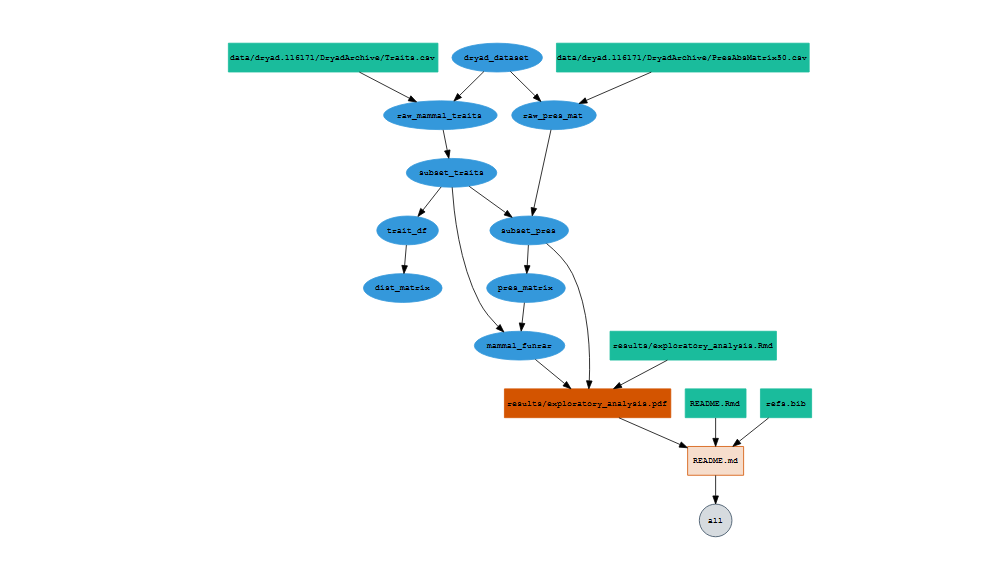 data/dryad.116171/DryadArchive/Traits.csv
dryad_dataset
data/dryad.116171/DryadArchive/PresAbsMatrix50.csv
raw_mammal_traits
raw_pres_mat
subset_traits
trait_df
subset_pres
dist_matrix
pres_matrix
mammal_funrar
results/exploratory_analysis.Rmd
results/exploratory_analysis.pdf
README.Rmd
refs.bib
README.md
all